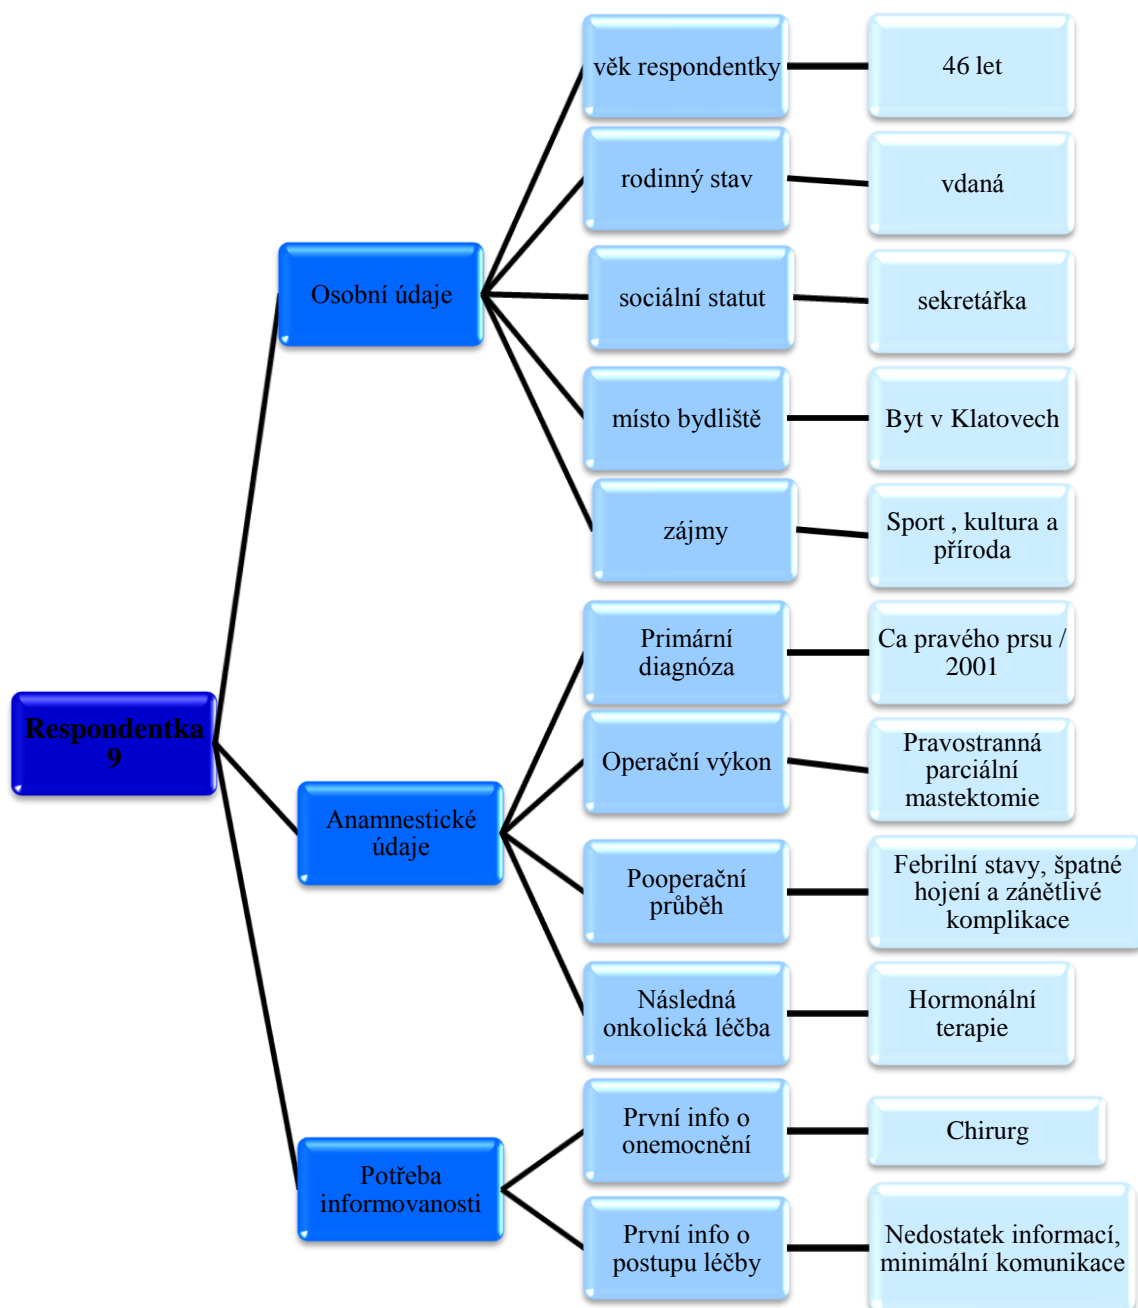 Respondentka
9
Osobní údaje
věk respondentky
46 let
rodinný stav
vdaná
sociální statut
sekretářka
místo bydliště
Byt v Klatovech
zájmy
Sport , kultura a
příroda
Anamnestické
údaje
Primární
diagnóza
Ca pravého prsu /
2001
Operační výkon
Pravostranná
parciální
mastektomie
Pooperační
průběh
Febrilní stavy, špatné
hojení a zánětlivé
komplikace
Následná
onkolická léčba
Hormonální
terapie
Potřeba
informovanosti
První info o
onemocnění
Chirurg
První info o
postupu léčby
Nedostatek informací,
minimální komunikace